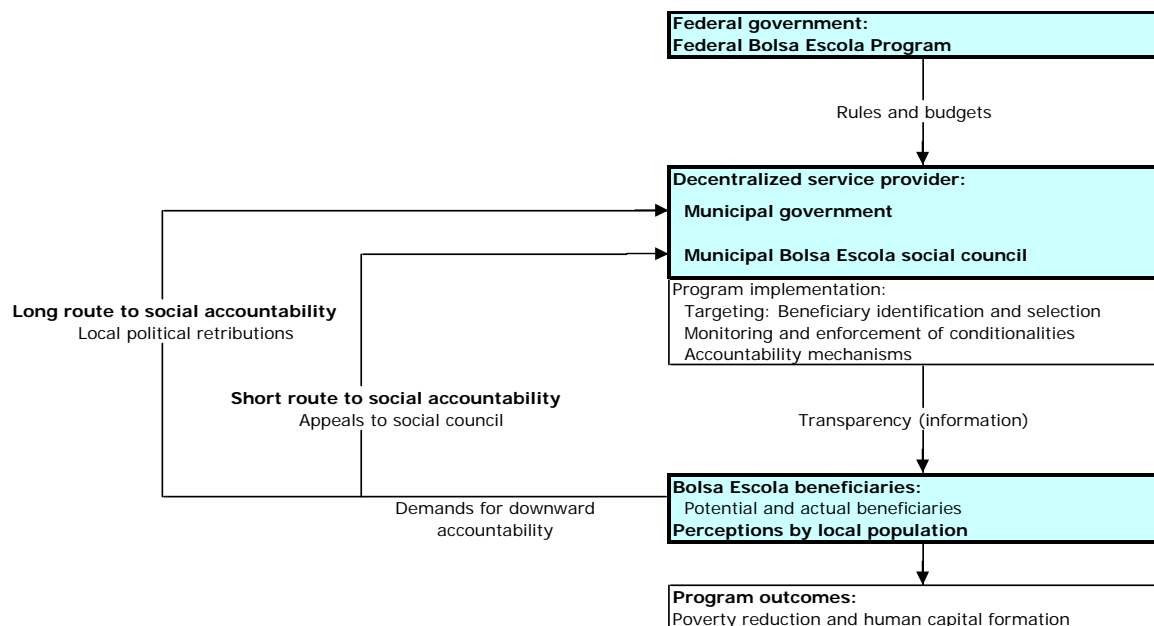 Federal government:
Federal Bolsa Escola Program
Rules and budgets
Decentralized service provider:
Municipal government
Municipal Bolsa Escola social council
Program implementation:
Targeting: Beneficiary identification and selection
Monitoring and enforcement of conditionalities
Accountability mechanisms
Long route to social accountability
Local political retributions
Short route to social accountability
Appeals to social council
Transparency (information)
Demands for downward
accountability
Bolsa Escola beneficiaries:
Potential and actual beneficiaries
Perceptions by local population
Program outcomes:
Poverty reduction and human capital formation